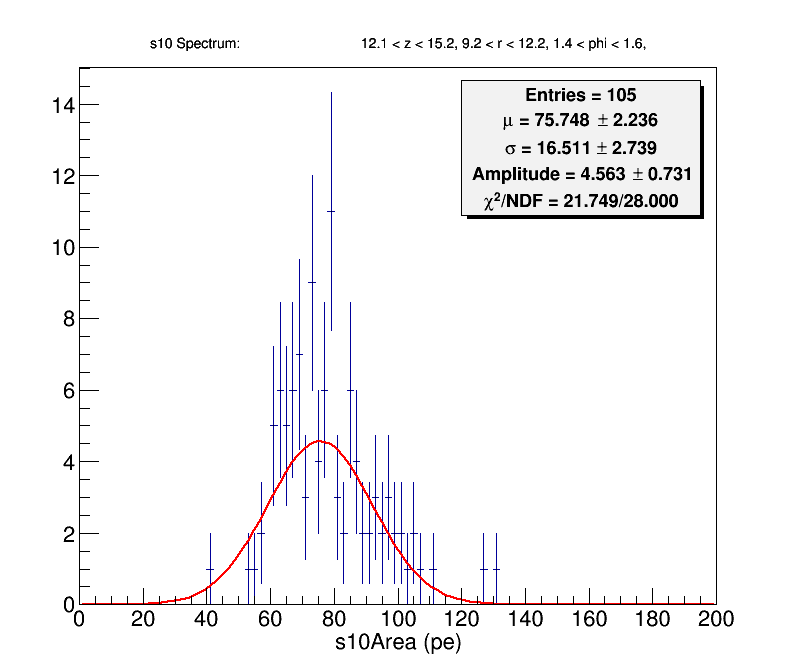 s10 Spectrum: 12.1 < z < 15.2, 9.2 < r < 12.2, 1.4 < phi < 1.6,
Entries = 105
μ = 75.748 ± 2.236
σ = 16.511 ± 2.739
Amplitude = 4.563 ± 0.731
χ²/NDF = 21.749/28.000
14
12
10
8
6
4
2
0
0 20 40 60 80 100 120 140 160 180 200
s10Area (pe)